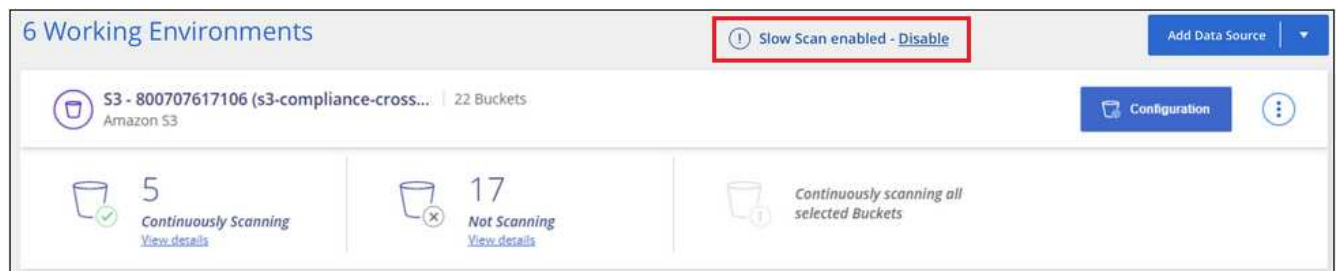 6 Working Environments
Slow Scan enabled - Disable
Add Data Source
S3 - 800707617106 (s3-compliance-cross...
22 Buckets
Amazon S3
Configuration
5
Continuously Scanning
View details
17
Not Scanning
View details
Continuously scanning all
selected Buckets